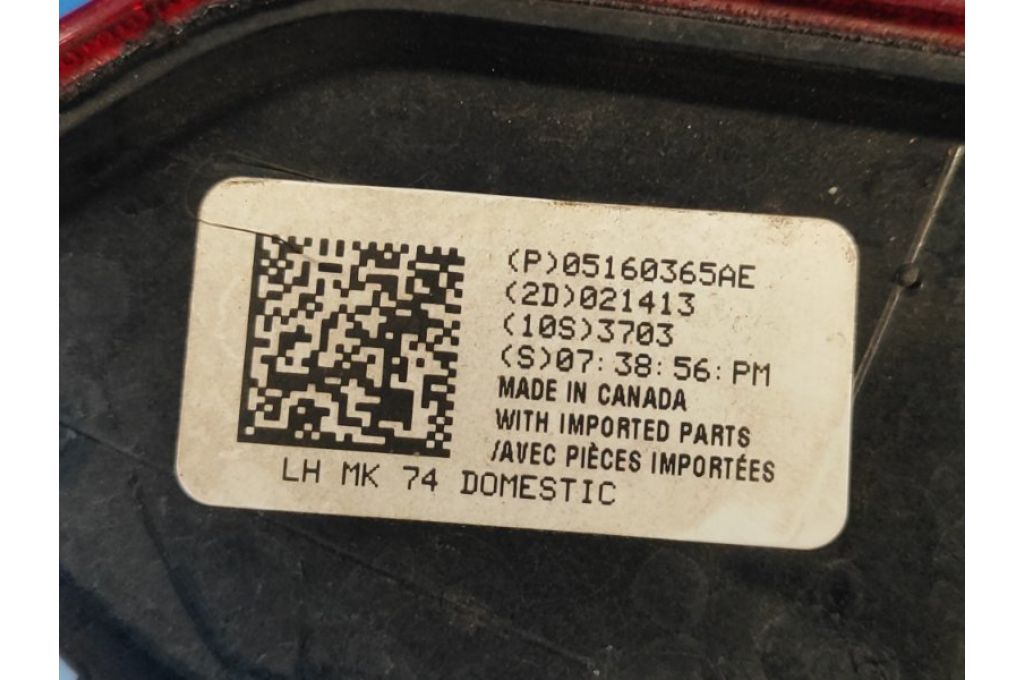 (P)05160365AE
(2D)021413
(10S)3703
(S)07:38:56:PM
MADE IN CANADA
WITH IMPORTED PARTS
/AVEC PIÈCES IMPORTÉES
LH MK 74 DOMESTIC